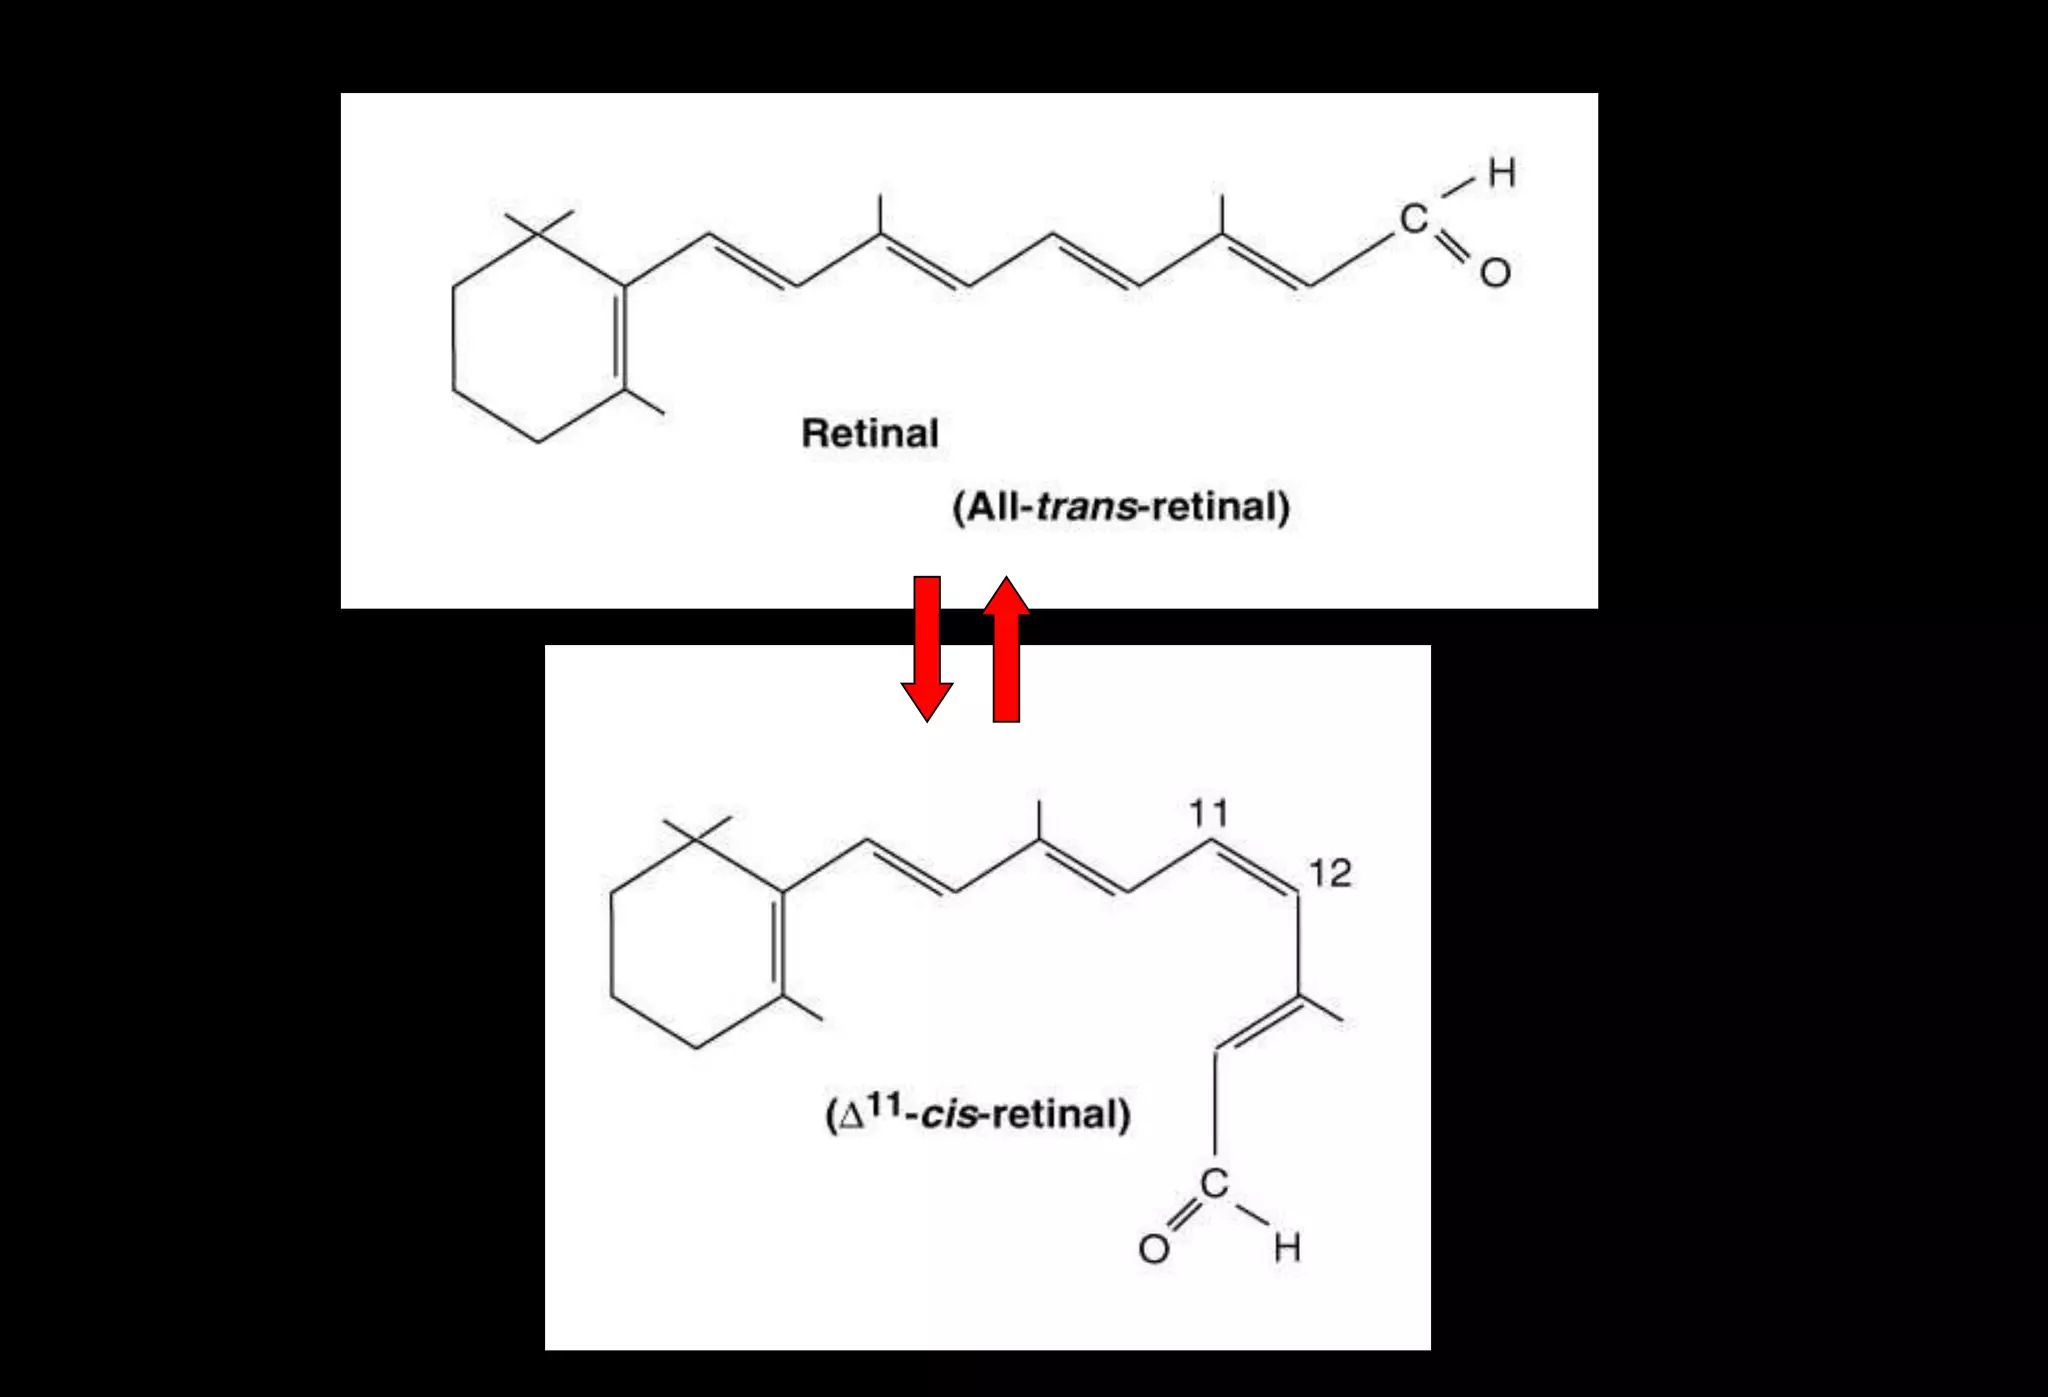 H
C
O
Retinal
(All-trans-retinal)
11
12
(Δ¹¹-cis-retinal)
C
O H